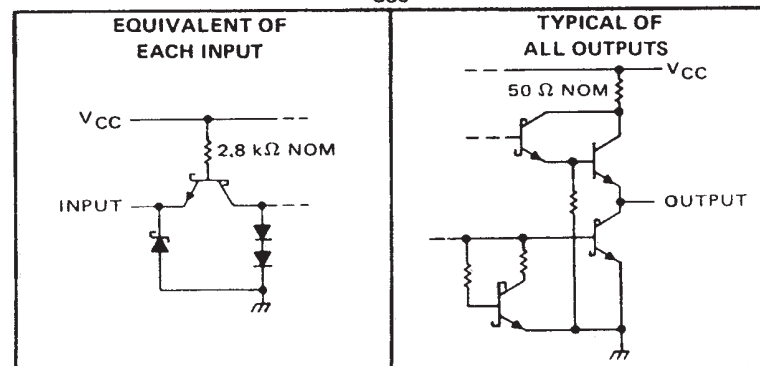 EQUIVALENT OF
EACH INPUT
VCC
2.8 kΩ NOM
INPUT
TYPICAL OF
ALL OUTPUTS
VCC
50 Ω NOM
OUTPUT